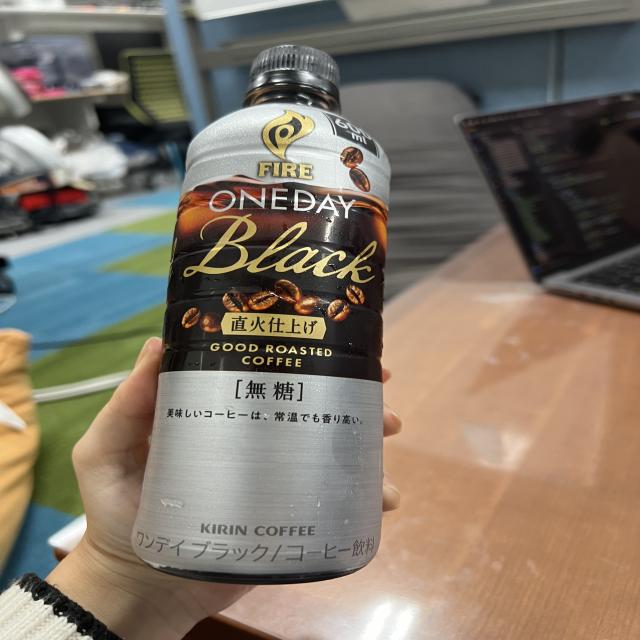 600
ml
FIRE
ONEDAY
Black
直火仕上げ
GOOD ROASTED
COFFEE
[無糖]
美味しいコーヒーは、常温でも香り高い。
KIRIN COFFEE
ワンデイ ブラック/コーヒー飲料